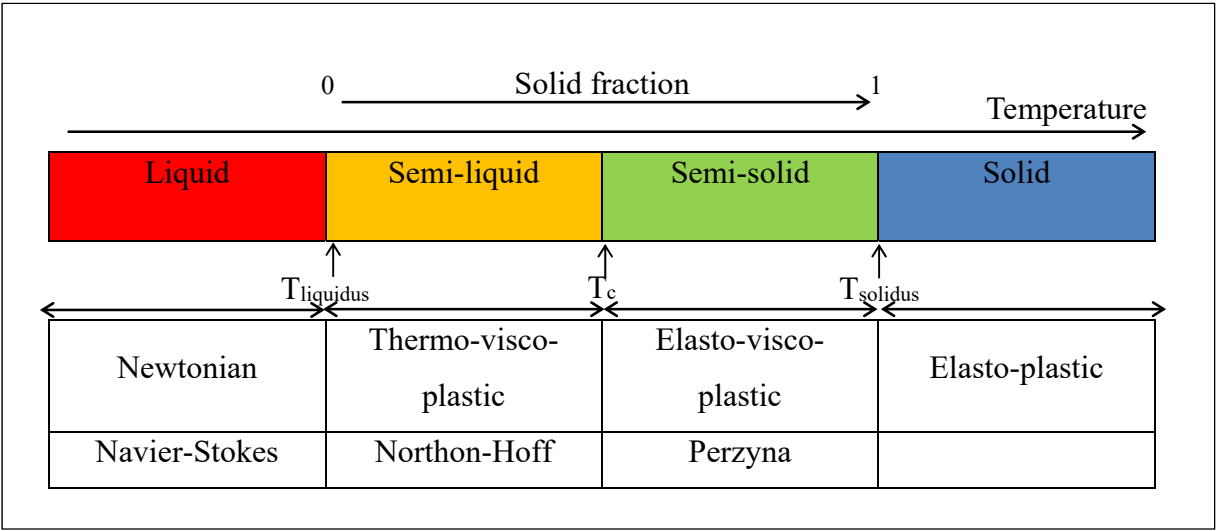 0 Solid fraction 1
Temperature
Liquid Semi-liquid Semi-solid Solid
Tliquidus Tc Tsolidus
Newtonian
Thermo-visco-
plastic
Elasto-visco-
plastic
Elasto-plastic
Navier-Stokes Northon-Hoff Perzyna